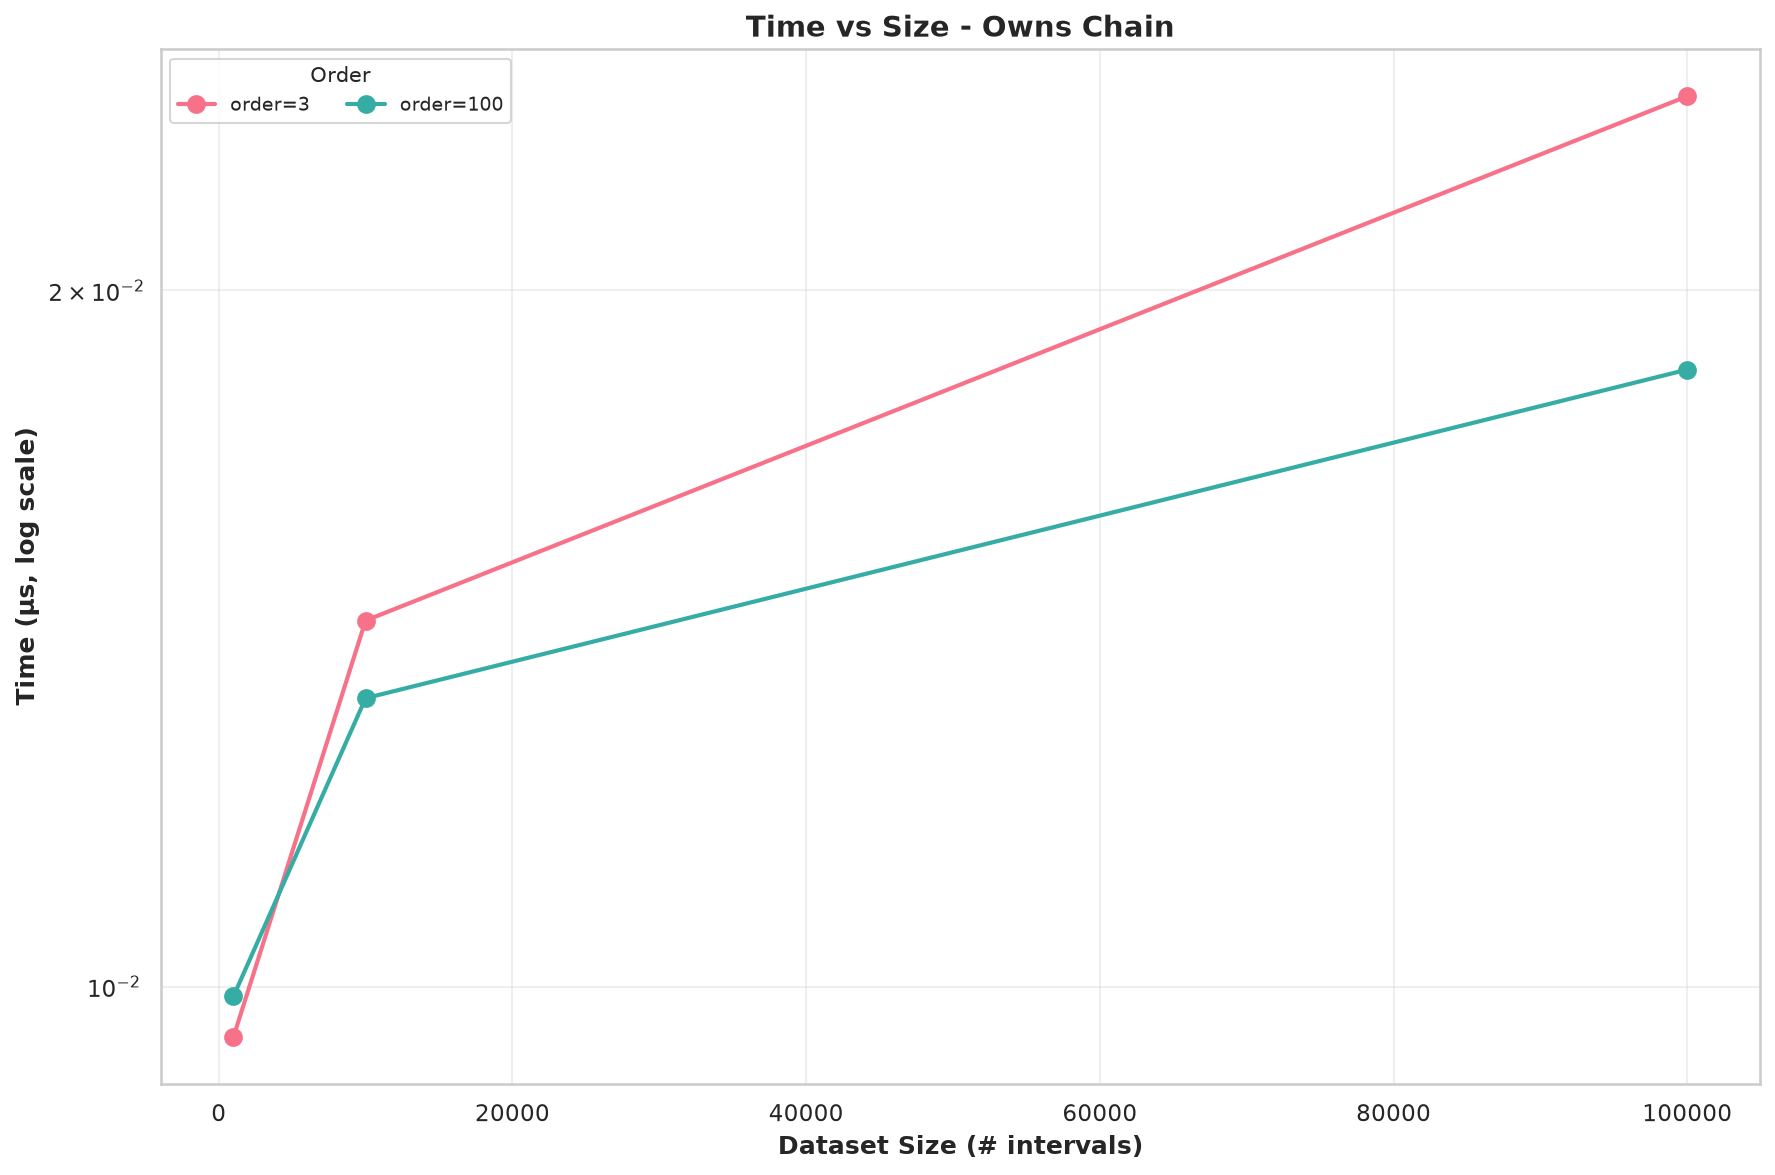 Time vs Size - Owns Chain
Order
order=3 order=100
Time (µs, log scale)
2 × 10⁻²
10⁻²
0 20000 40000 60000 80000 100000
Dataset Size (# intervals)